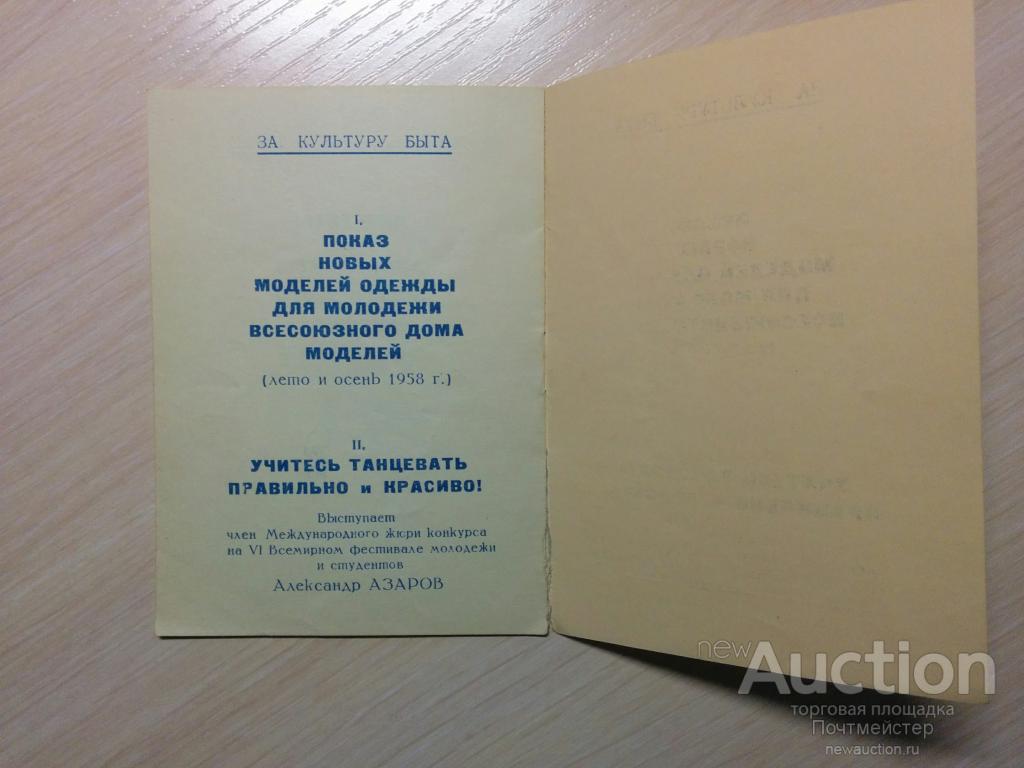 ЗА КУЛЬТУРУ БЫТА
I.
ПОКАЗ
НОВЫХ
МОДЕЛЕЙ ОДЕЖДЫ
ДЛЯ МОЛОДЕЖИ
ВСЕСОЮЗНОГО ДОМА
МОДЕЛЕЙ
(лето и осень 1958 г.)
II.
УЧИТЕСЬ ТАНЦЕВАТЬ
ПРАВИЛЬНО и КРАСИВО!
Выступает
член Международного жюри конкурса
на VI Всемирном фестивале молодежи
и студентов
Александр АЗАРОВ
newAuction
торговая площадка
Почтмейстер
newauction.ru